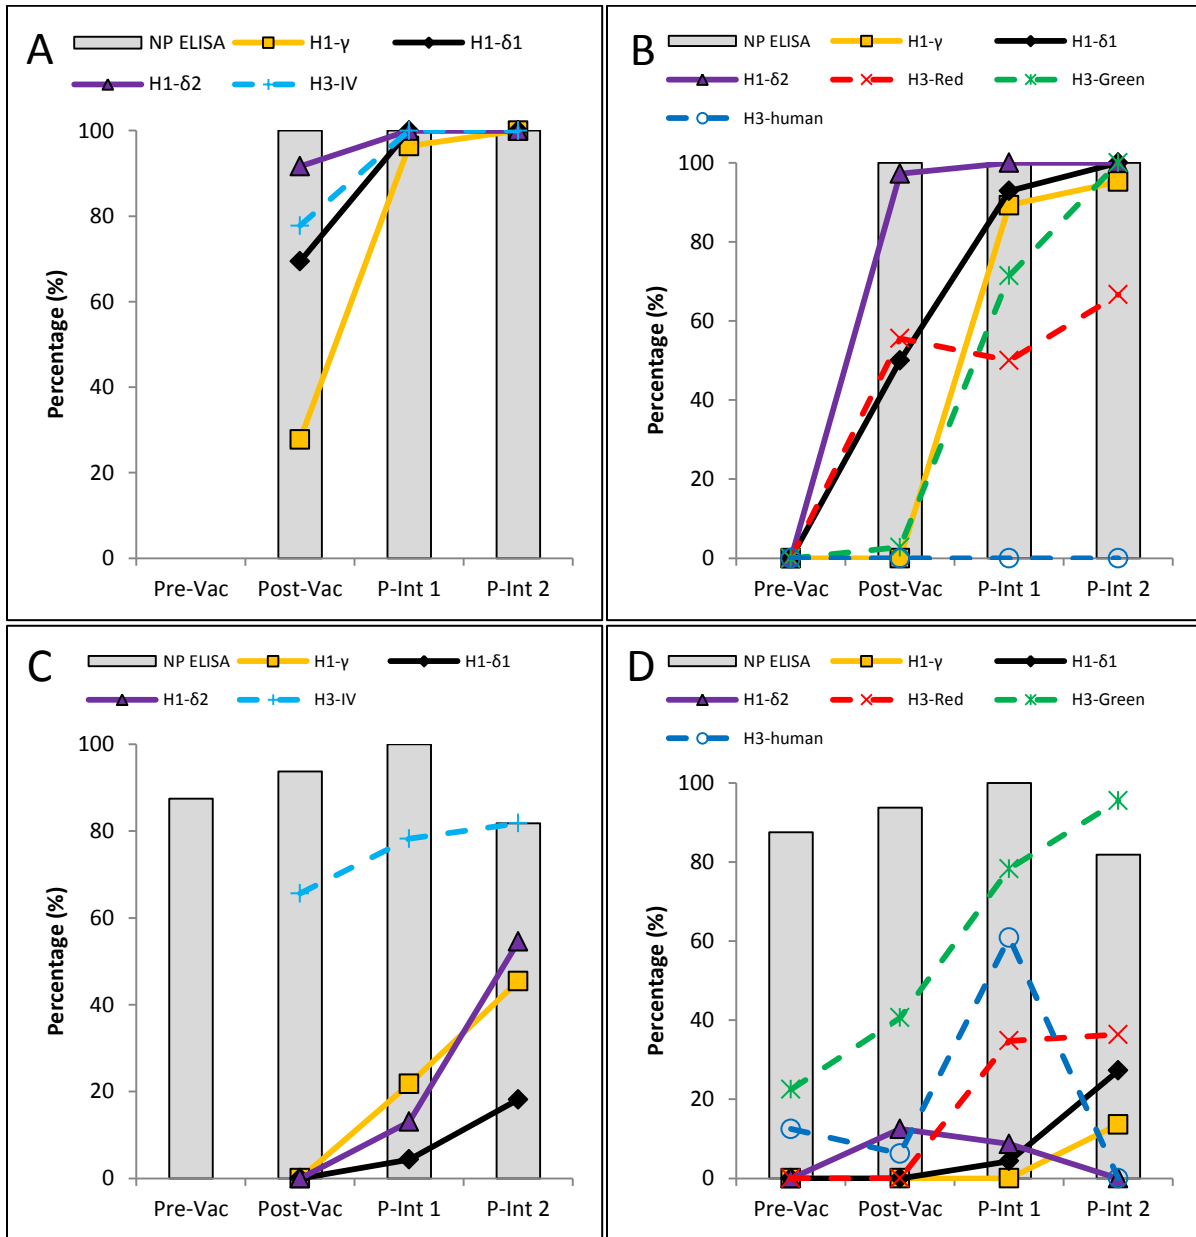 A
NP ELISA H1-γ H1-δ1
H1-δ2 H3-IV
100
80
60
40
20
0
Percentage (%)
Pre-Vac Post-Vac P-Int 1 P-Int 2
B
NP ELISA H1-γ H1-δ1
H1-δ2 H3-Red H3-Green
H3-human
100
80
60
40
20
0
Percentage (%)
Pre-Vac Post-Vac P-Int 1 P-Int 2
C
NP ELISA H1-γ H1-δ1
H1-δ2 H3-IV
100
80
60
40
20
0
Percentage (%)
Pre-Vac Post-Vac P-Int 1 P-Int 2
D
NP ELISA H1-γ H1-δ1
H1-δ2 H3-Red H3-Green
H3-human
100
80
60
40
20
0
Percentage (%)
Pre-Vac Post-Vac P-Int 1 P-Int 2